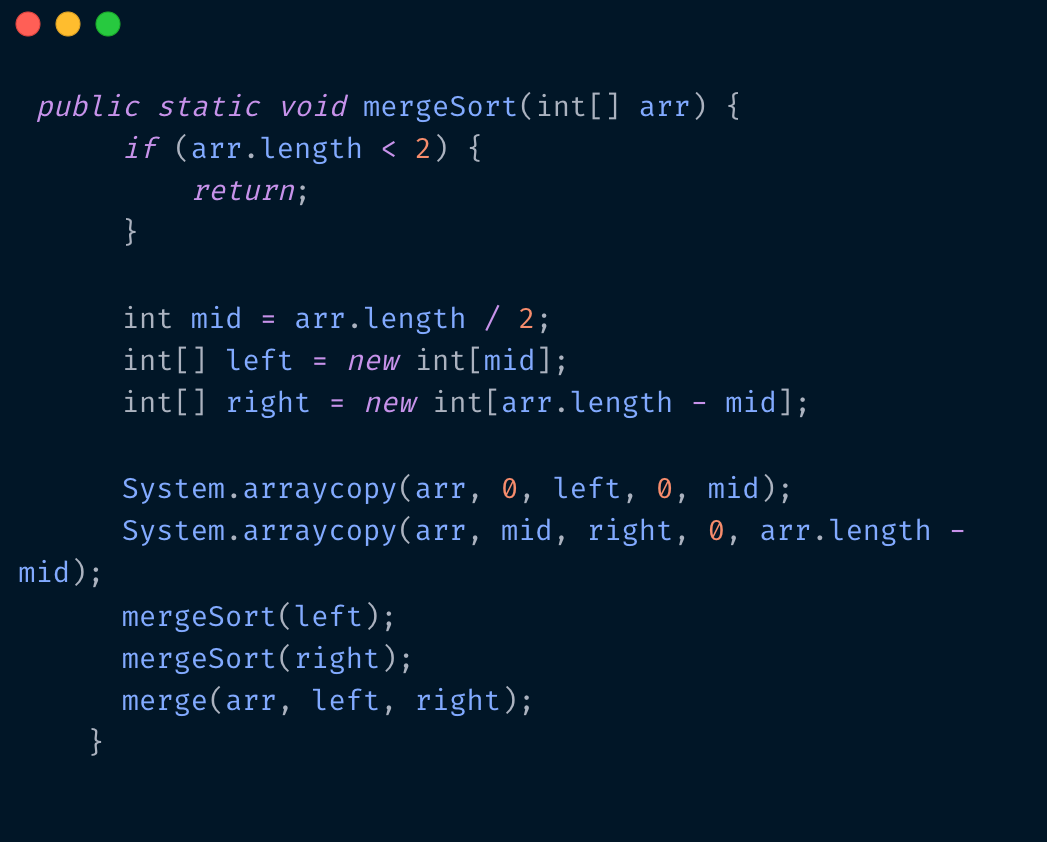 public static void mergeSort(int[] arr) {
if (arr.length < 2) {
return;
}
int mid = arr.length / 2;
int[] left = new int[mid];
int[] right = new int[arr.length - mid];
System.arraycopy(arr, 0, left, 0, mid);
System.arraycopy(arr, mid, right, 0, arr.length -
mid);
mergeSort(left);
mergeSort(right);
merge(arr, left, right);
}